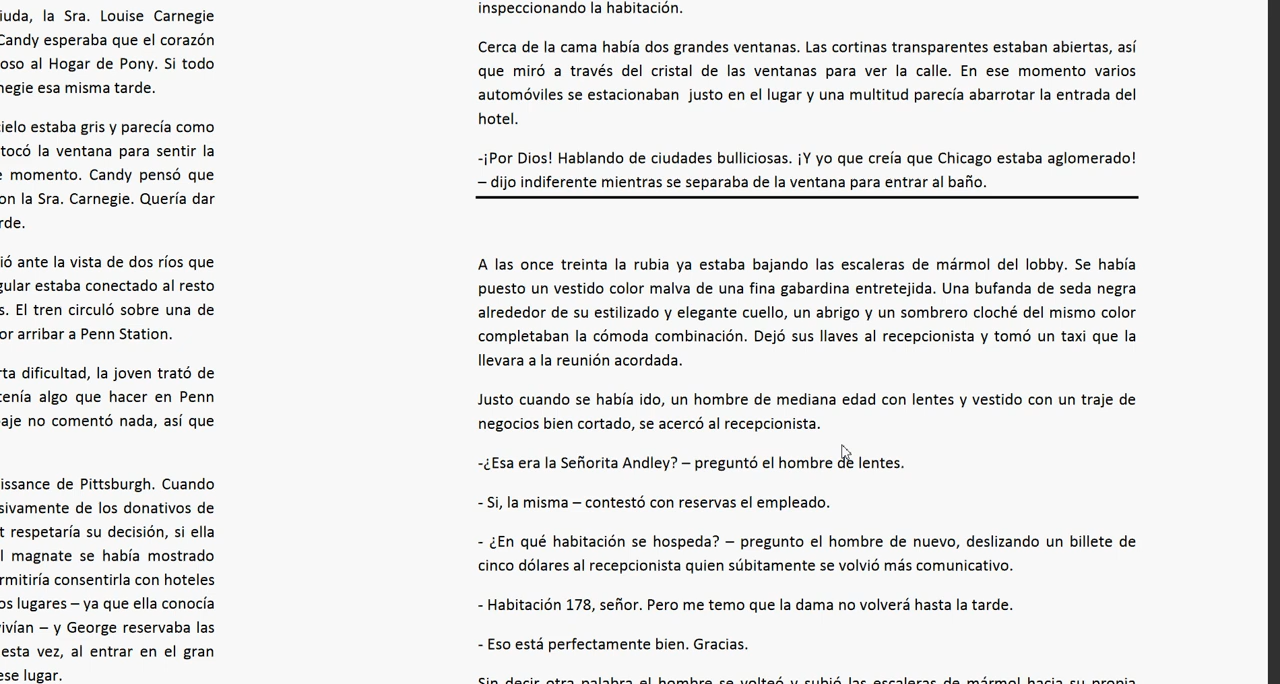 iuda, la Sra. Louise Carnegie
Candy esperaba que el corazón
oso al Hogar de Pony. Si todo
negie esa misma tarde.
cielo estaba gris y parecía como
tocó la ventana para sentir la
e momento. Candy pensó que
on la Sra. Carnegie. Quería dar
rde.
ió ante la vista de dos ríos que
gular estaba conectado al resto
s. El tren circuló sobre una de
or arribar a Penn Station.
rta dificultad, la joven trató de
tenía algo que hacer en Penn
aje no comentó nada, así que
issance de Pittsburgh. Cuando
sivamente de los donativos de
t respetaría su decisión, si ella
l magnate se había mostrado
rmitiría consentirla con hoteles
os lugares – ya que ella conocía
vivían – y George reservaba las
esta vez, al entrar en el gran
ese lugar.
inspeccionando la habitación.
Cerca de la cama había dos grandes ventanas. Las cortinas transparentes estaban abiertas, así
que miró a través del cristal de las ventanas para ver la calle. En ese momento varios
automóviles se estacionaban  justo en el lugar y una multitud parecía abarrotar la entrada del
hotel.
-¡Por Dios! Hablando de ciudades bulliciosas. ¡Y yo que creía que Chicago estaba aglomerado!
– dijo indiferente mientras se separaba de la ventana para entrar al baño.
A las once treinta la rubia ya estaba bajando las escaleras de mármol del lobby. Se había
puesto un vestido color malva de una fina gabardina entretejida. Una bufanda de seda negra
alrededor de su estilizado y elegante cuello, un abrigo y un sombrero cloché del mismo color
completaban la cómoda combinación. Dejó sus llaves al recepcionista y tomó un taxi que la
llevara a la reunión acordada.
Justo cuando se había ido, un hombre de mediana edad con lentes y vestido con un traje de
negocios bien cortado, se acercó al recepcionista.
-¿Esa era la Señorita Andley? – preguntó el hombre de lentes.
- Si, la misma – contestó con reservas el empleado.
- ¿En qué habitación se hospeda? – pregunto el hombre de nuevo, deslizando un billete de
cinco dólares al recepcionista quien súbitamente se volvió más comunicativo.
- Habitación 178, señor. Pero me temo que la dama no volverá hasta la tarde.
- Eso está perfectamente bien. Gracias.
Sin decir otra palabra el hombre se volteó y subió las escaleras de mármol hacia su propia